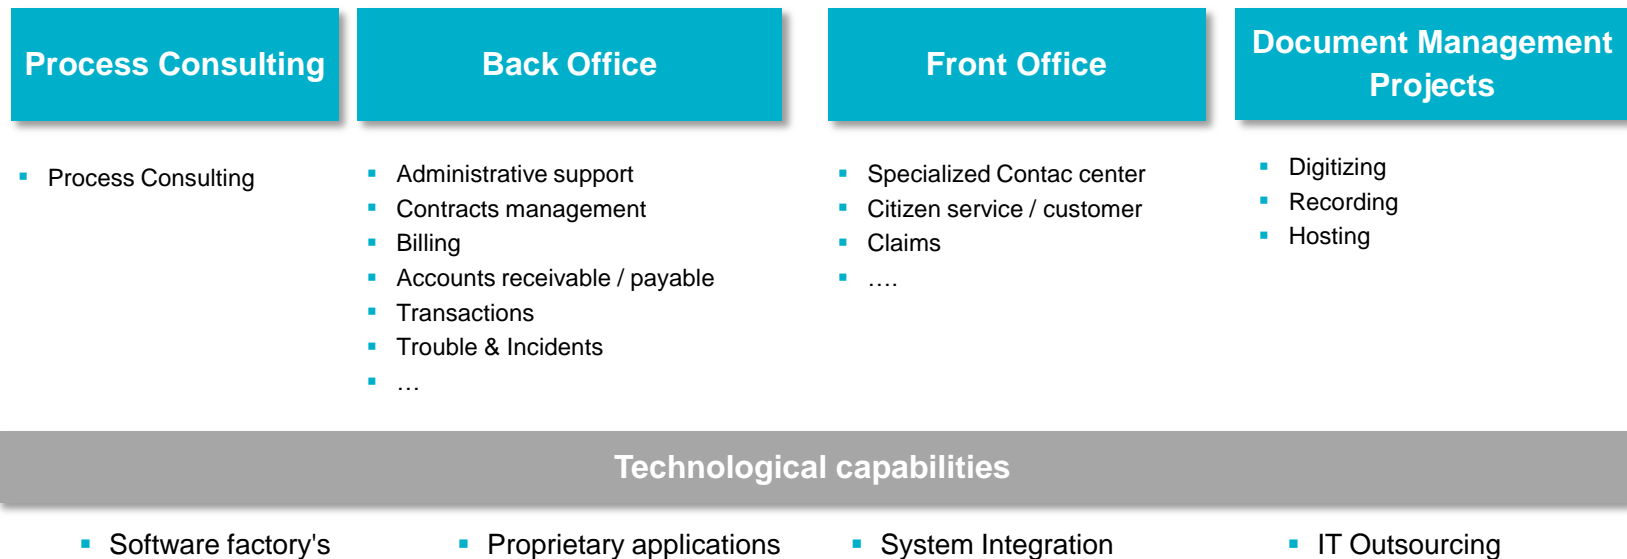 Process Consulting
Back Office
Front Office
Document Management
Projects
Process Consulting
Administrative support
Contracts management
Billing
Accounts receivable / payable
Transactions
Trouble & Incidents
…
Specialized Contac center
Citizen service / customer
Claims
….
Digitizing
Recording
Hosting
Technological capabilities
Software factory's
Proprietary applications
System Integration
IT Outsourcing